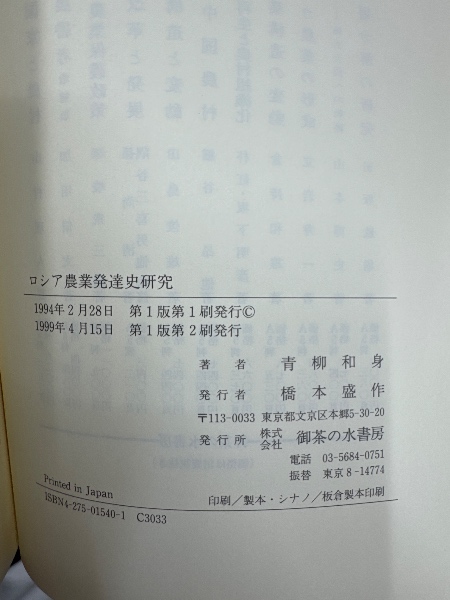 ロシア農業発達史研究
1994年2月28日 第1版第1刷発行©
1999年4月15日 第1版第2刷発行
著者 青柳和身
発行者 橋本盛作
〒113-0033 東京都文京区本郷5-30-20
発行所 株式会社 御茶の水書房
電話 03-5684-0751
振替 東京8-14774
Printed in Japan
印刷/製本・シナノ/板倉製本印刷
ISBN4-275-01540-1 C3033